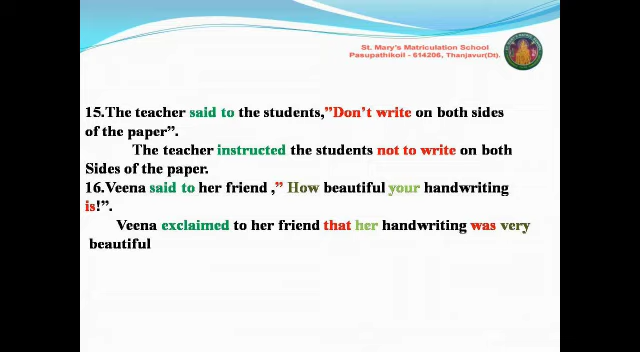 St. Mary's Matriculation School
Pasupathikoil - 614206, Thanjavur(Dt).
15.The teacher said to the students,”Don't write on both sides
of the paper”.
The teacher instructed the students not to write on both
Sides of the paper.
16.Veena said to her friend ,” How beautiful your handwriting
is!”.
Veena exclaimed to her friend that her handwriting was very
beautiful